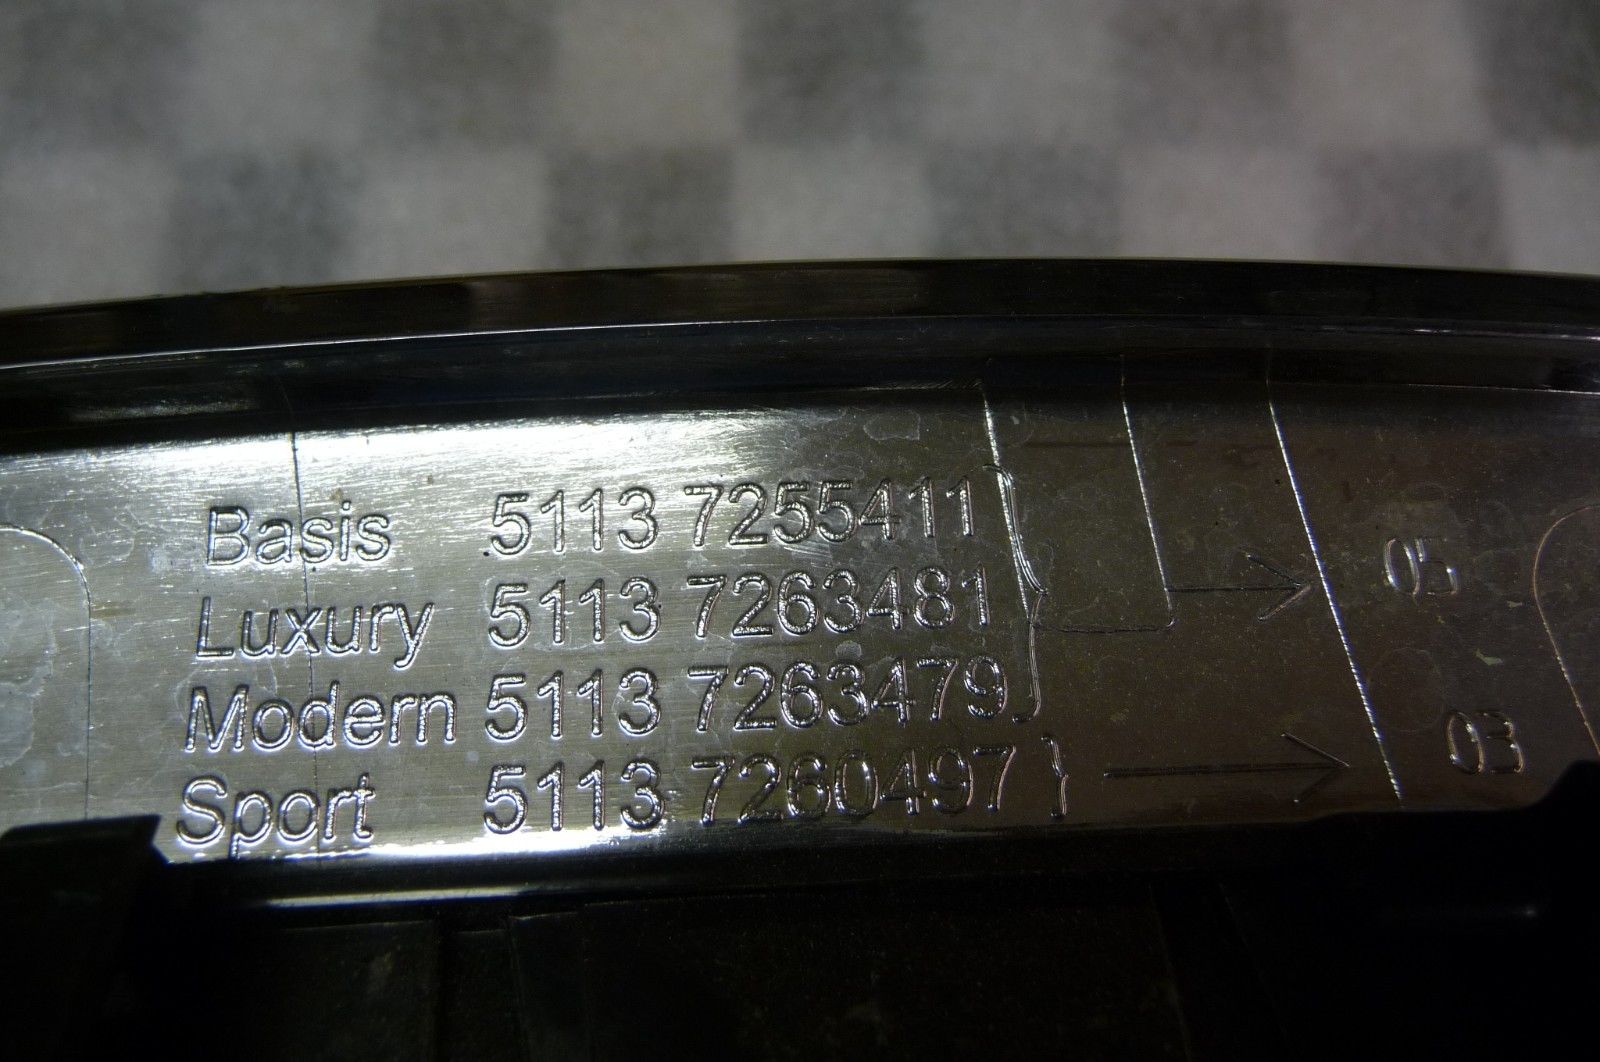 Basis 5113 7255411 } → 05
Luxury 5113 7263481
Modern 5113 7263479
Sport 5113 7260497 } → 03